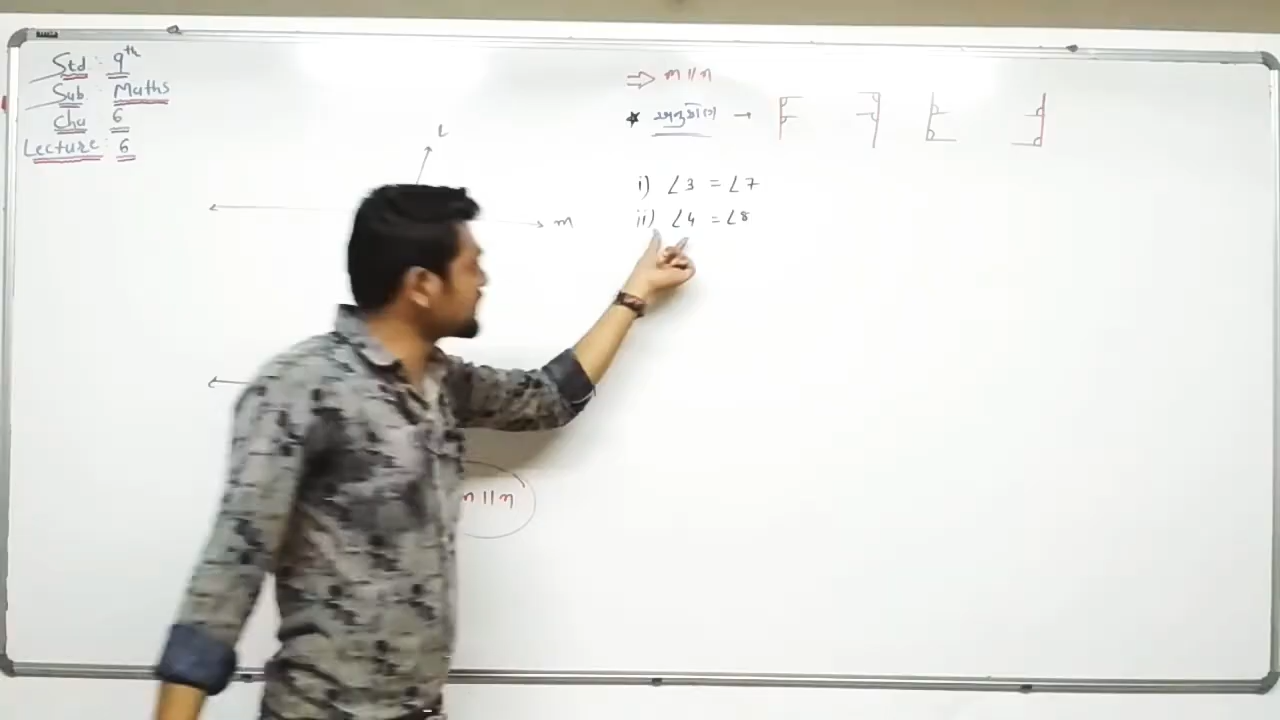 Std : 9th
Sub : Maths
Chu 6
Lecture : 6
l
m
m || n
⇒ m || n
* અનુકોણ →
i) ∠3 = ∠7
ii) ∠4 = ∠8